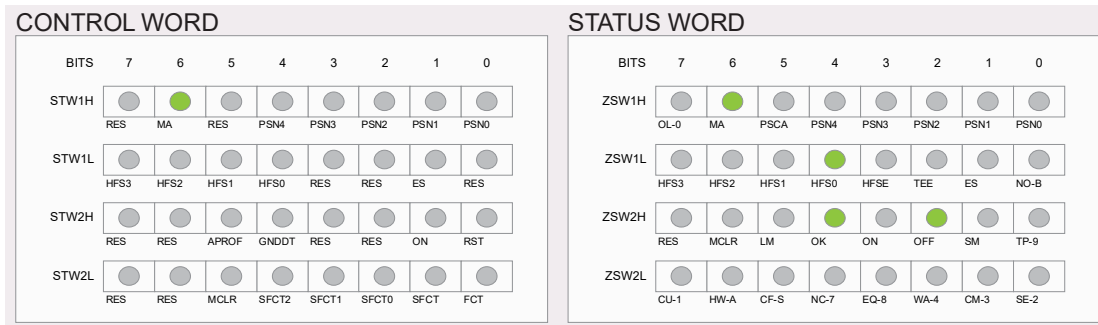 CONTROL WORD
BITS 7 6 5 4 3 2 1 0
STW1H
RES MA RES PSN4 PSN3 PSN2 PSN1 PSN0
STW1L
HFS3 HFS2 HFS1 HFS0 RES RES ES RES
STW2H
RES RES APROF GNDDT RES RES ON RST
STW2L
RES RES MCLR SFCT2 SFCT1 SFCT0 SFCT FCT
STATUS WORD
BITS 7 6 5 4 3 2 1 0
ZSW1H
OL-0 MA PSCA PSN4 PSN3 PSN2 PSN1 PSN0
ZSW1L
HFS3 HFS2 HFS1 HFS0 HFSE TEE ES NO-B
ZSW2H
RES MCLR LM OK ON OFF SM TP-9
ZSW2L
CU-1 HW-A CF-S NC-7 EQ-8 WA-4 CM-3 SE-2